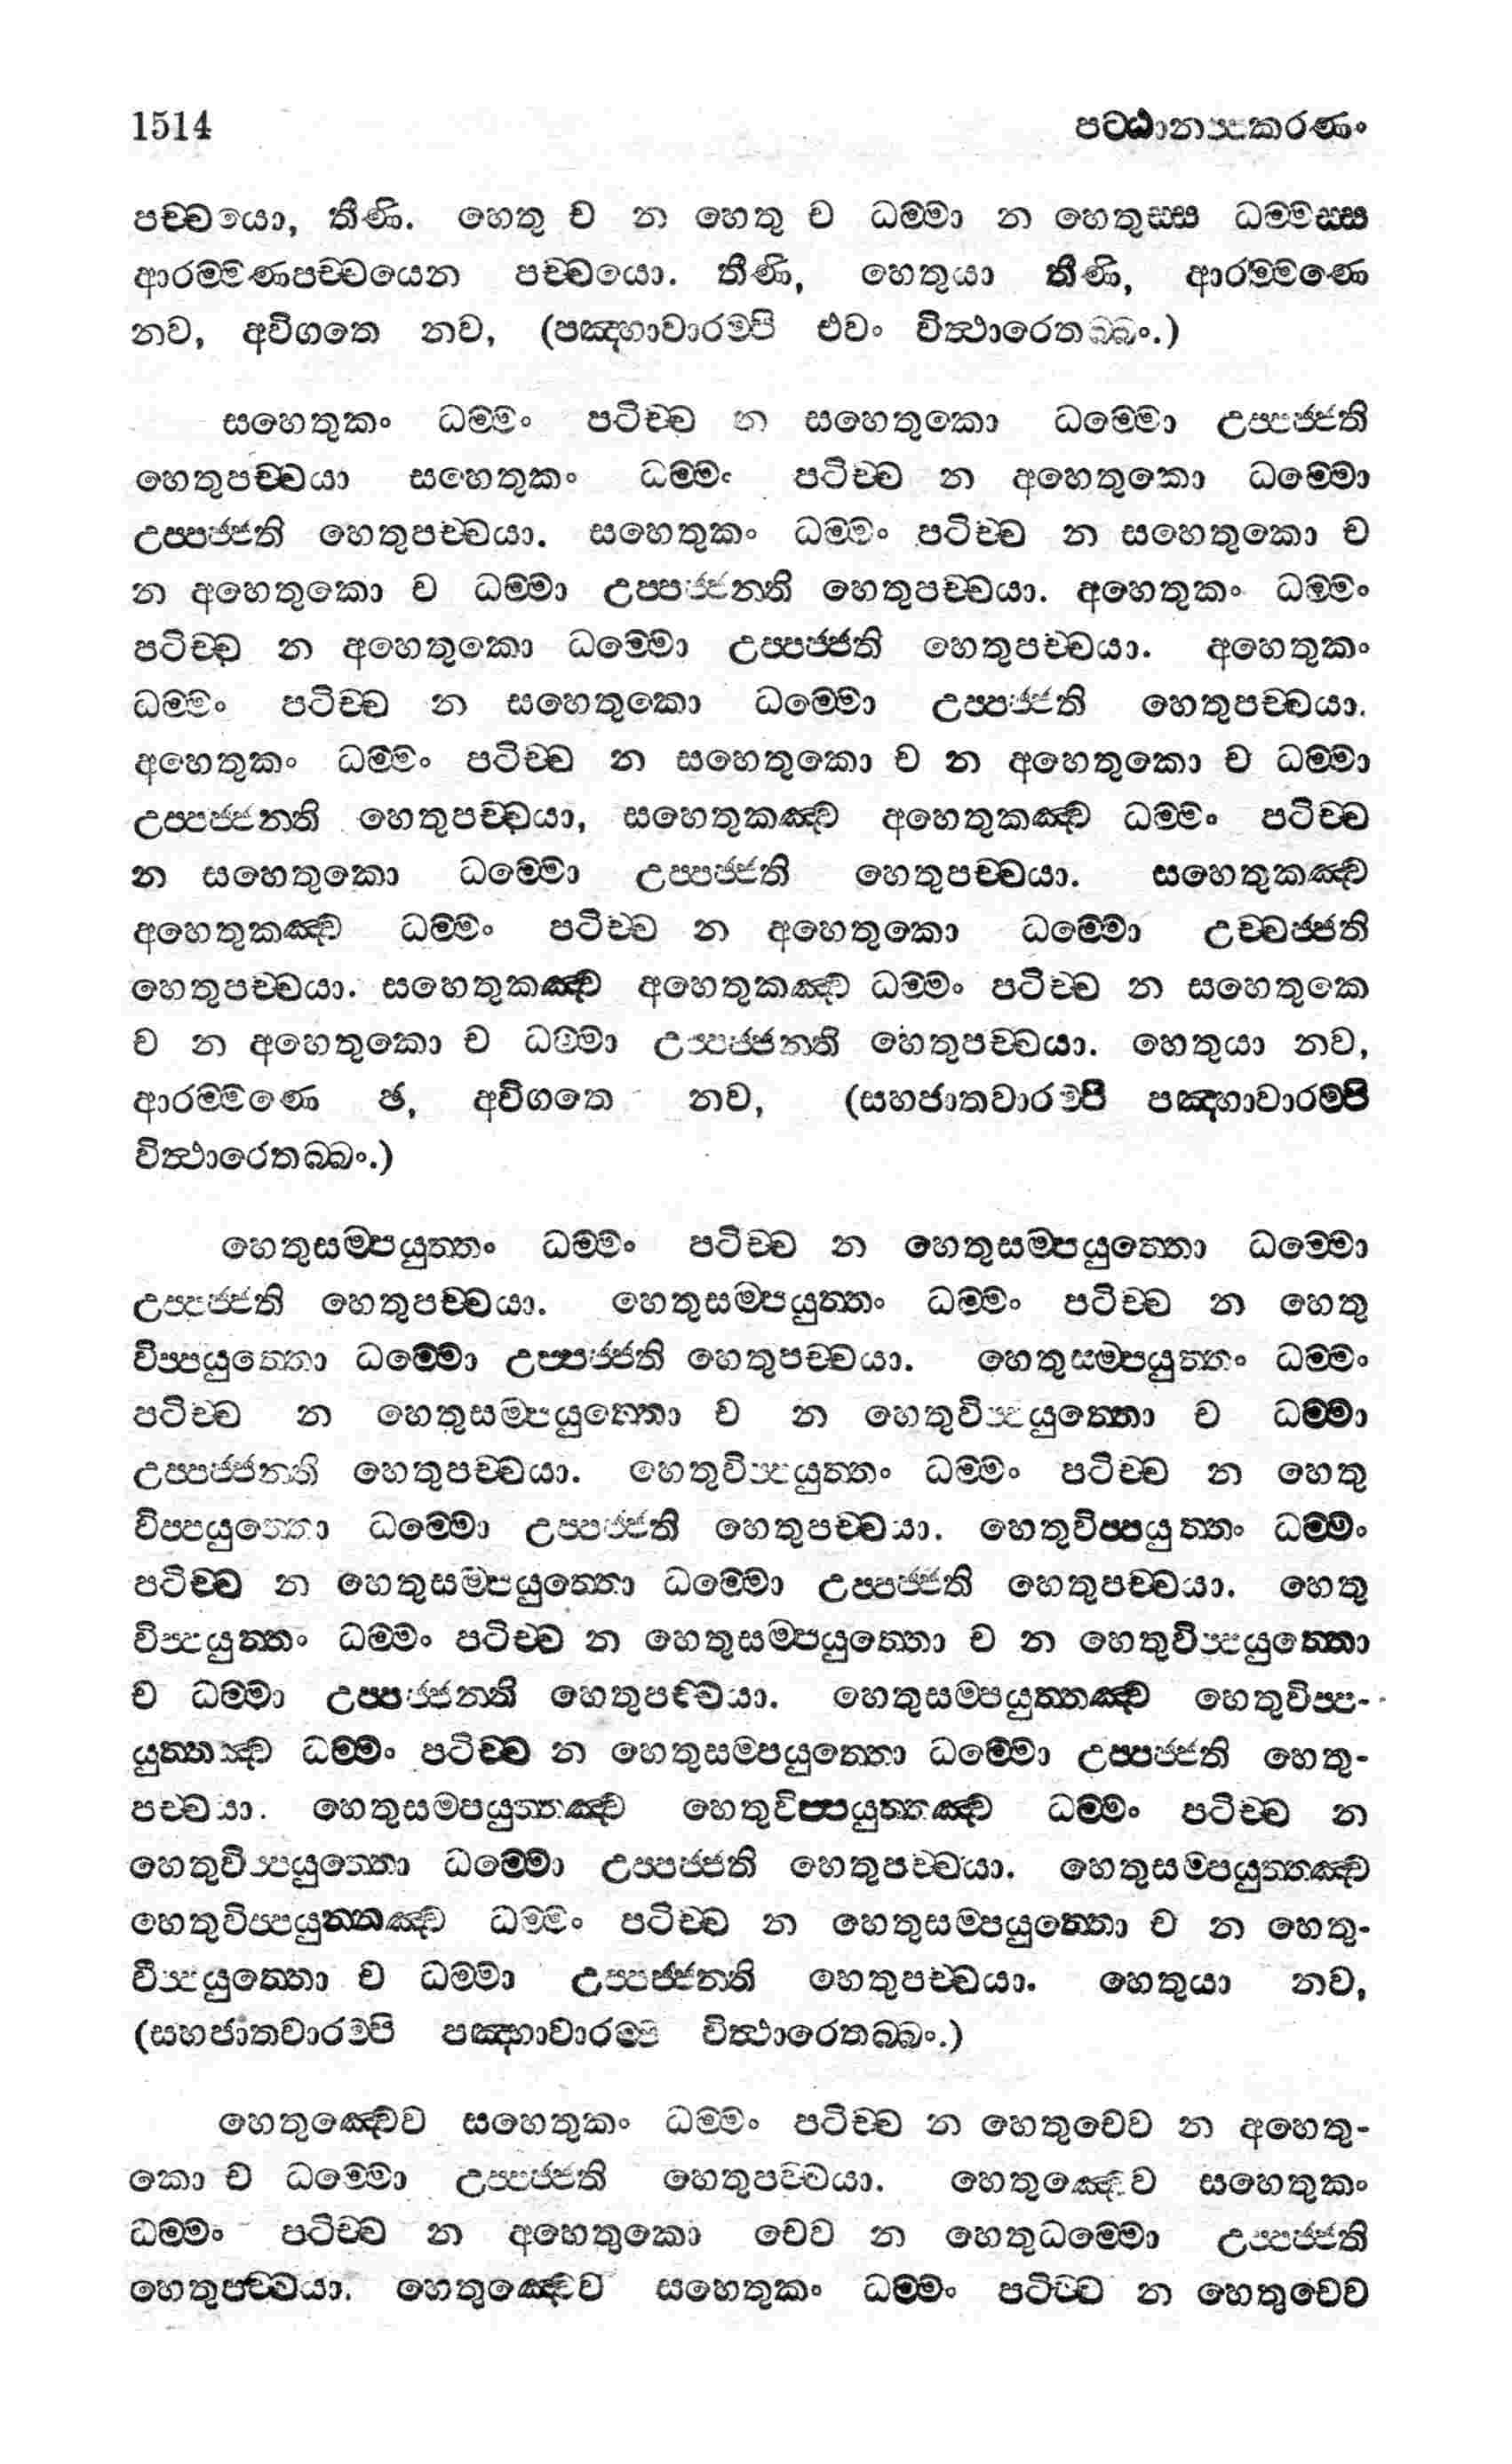 1514 පට්ඨානප්පකරණං
පච්චයො, තීණි. හෙතු ච න හෙතු ච ධම්මා න හෙතුස්ස ධම්මස්ස
ආරම්මණපච්චයෙන පච්චයො. තීණි, හෙතුයා තීණි, ආරම්මණෙ
නව, අවිගතෙ නව, (පඤ්හාවාරම්පි එවං විත්ථාරෙතබ්බං.)
සහෙතුකං ධම්මං පටිච්ච න සහෙතුකො ධම්මො උප්පජ්ජති
හෙතුපච්චයා සහෙතුකං ධම්මං පටිච්ච න අහෙතුකො ධම්මො
උප්පජ්ජති හෙතුපච්චයා. සහෙතුකං ධම්මං පටිච්ච න සහෙතුකො ච
න අහෙතුකො ච ධම්මා උප්පජ්ජන්ති හෙතුපච්චයා. අහෙතුකං ධම්මං
පටිච්ච න අහෙතුකො ධම්මො උප්පජ්ජති හෙතුපච්චයා. අහෙතුකං
ධම්මං පටිච්ච න සහෙතුකො ධම්මො උප්පජ්ජති හෙතුපච්චයා.
අහෙතුකං ධම්මං පටිච්ච න සහෙතුකො ච න අහෙතුකො ච ධම්මා
උප්පජ්ජන්ති හෙතුපච්චයා, සහෙතුකඤ්ච අහෙතුකඤ්ච ධම්මං පටිච්ච
න සහෙතුකො ධම්මො උප්පජ්ජති හෙතුපච්චයා. සහෙතුකඤ්ච
අහෙතුකඤ්ච ධම්මං පටිච්ච න අහෙතුකො ධම්මො උච්චජ්ජති
හෙතුපච්චයා. සහෙතුකඤ්ච අහෙතුකඤ්ච ධම්මං පටිච්ච න සහෙතුකෙ
ච න අහෙතුකො ච ධම්මා උප්පජ්ජන්ති හෙතුපච්චයා. හෙතුයා නව,
ආරම්මණෙ ඡ, අවිගතෙ නව, (සහජාතවාරම්පි පඤ්හාවාරම්පි
විත්ථාරෙතබ්බං.)
හෙතුසම්පයුත්තං ධම්මං පටිච්ච න හෙතුසම්පයුත්තො ධම්මො
උප්පජ්ජති හෙතුපච්චයා. හෙතුසම්පයුත්තං ධම්මං පටිච්ච න හෙතු
විප්පයුත්තො ධම්මො උප්පජ්ජති හෙතුපච්චයා. හෙතුසම්පයුත්තං ධම්මං
පටිච්ච න හෙතුසම්පයුත්තො ච න හෙතුවිප්පයුත්තො ච ධම්මා
උප්පජ්ජන්ති හෙතුපච්චයා. හෙතුවිප්පයුත්තං ධම්මං පටිච්ච න හෙතු
විප්පයුත්තො ධම්මො උප්පජ්ජති හෙතුපච්චයා. හෙතුවිප්පයුත්තං ධම්මං
පටිච්ච න හෙතුසම්පයුත්තො ධම්මො උප්පජ්ජති හෙතුපච්චයා. හෙතු
විප්පයුත්තං ධම්මං පටිච්ච න හෙතුසම්පයුත්තො ච න හෙතුවිප්පයුත්තො
ච ධම්මා උප්පජ්ජන්ති හෙතුපච්චයා. හෙතුසම්පයුත්තඤ්ච හෙතුවිප්ප-
යුත්තඤ්ච ධම්මං පටිච්ච න හෙතුසම්පයුත්තො ධම්මො උප්පජ්ජති හෙතු-
පච්චයා. හෙතුසම්පයුත්තඤ්ච හෙතුවිප්පයුත්තඤ්ච ධම්මං පටිච්ච න
හෙතුවිප්පයුත්තො ධම්මො උප්පජ්ජති හෙතුපච්චයා. හෙතුසම්පයුත්තඤ්ච
හෙතුවිප්පයුත්තඤ්ච ධම්මං පටිච්ච න හෙතුසම්පයුත්තො ච න හෙතු-
විප්පයුත්තො ච ධම්මා උප්පජ්ජන්ති හෙතුපච්චයා. හෙතුයා නව,
(සහජාතවාරම්පි පඤ්හාවාරම්පි විත්ථාරෙතබ්බං.)
හෙතුඤ්චෙව සහෙතුකං ධම්මං පටිච්ච න හෙතුචෙව න අහෙතු-
කො ච ධම්මො උප්පජ්ජති හෙතුපච්චයා. හෙතුඤ්චෙව සහෙතුකං
ධම්මං පටිච්ච න අහෙතුකො චෙව න හෙතුධම්මො උප්පජ්ජති
හෙතුපච්චයා. හෙතුඤ්චෙව සහෙතුකං ධම්මං පටිච්ච න හෙතුචෙව